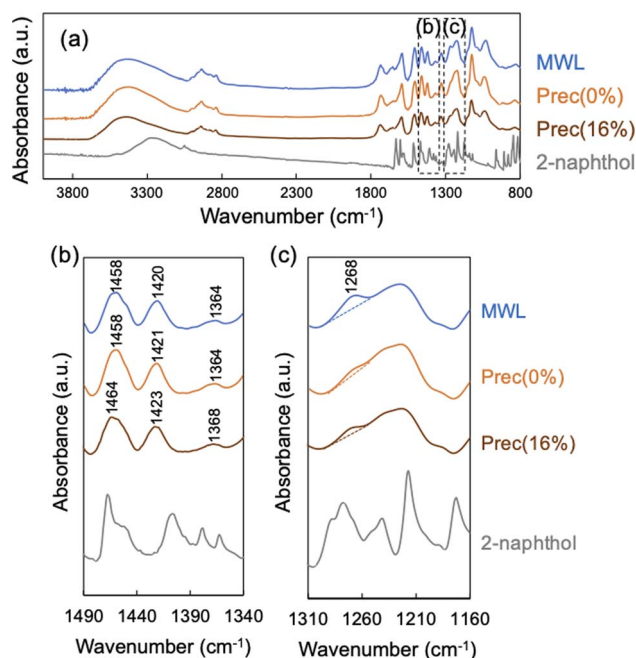 (a)
(b)
(c)
MWL
Prec(0%)
Prec(16%)
2-naphthol
Absorbance (a.u.)
3800 3300 2800 2300 1800 1300 800
Wavenumber (cm⁻¹)
(b)
1458
1420
1364
1458
1421
1364
1464
1423
1368
Absorbance (a.u.)
1490 1440 1390 1340
Wavenumber (cm⁻¹)
(c)
1268
MWL
Prec(0%)
Prec(16%)
2-naphthol
Absorbance (a.u.)
1310 1260 1210 1160
Wavenumber (cm⁻¹)